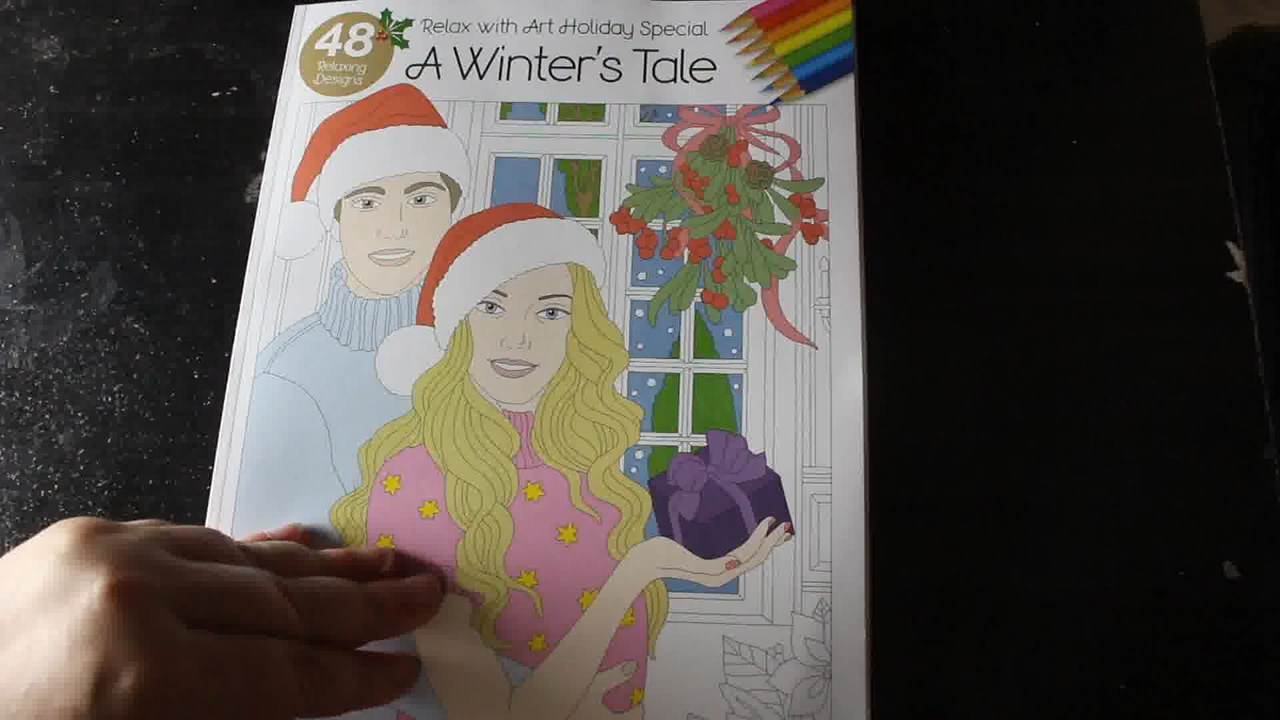 48
Relaxing
Designs
Relax with Art Holiday Special
A Winter's Tale